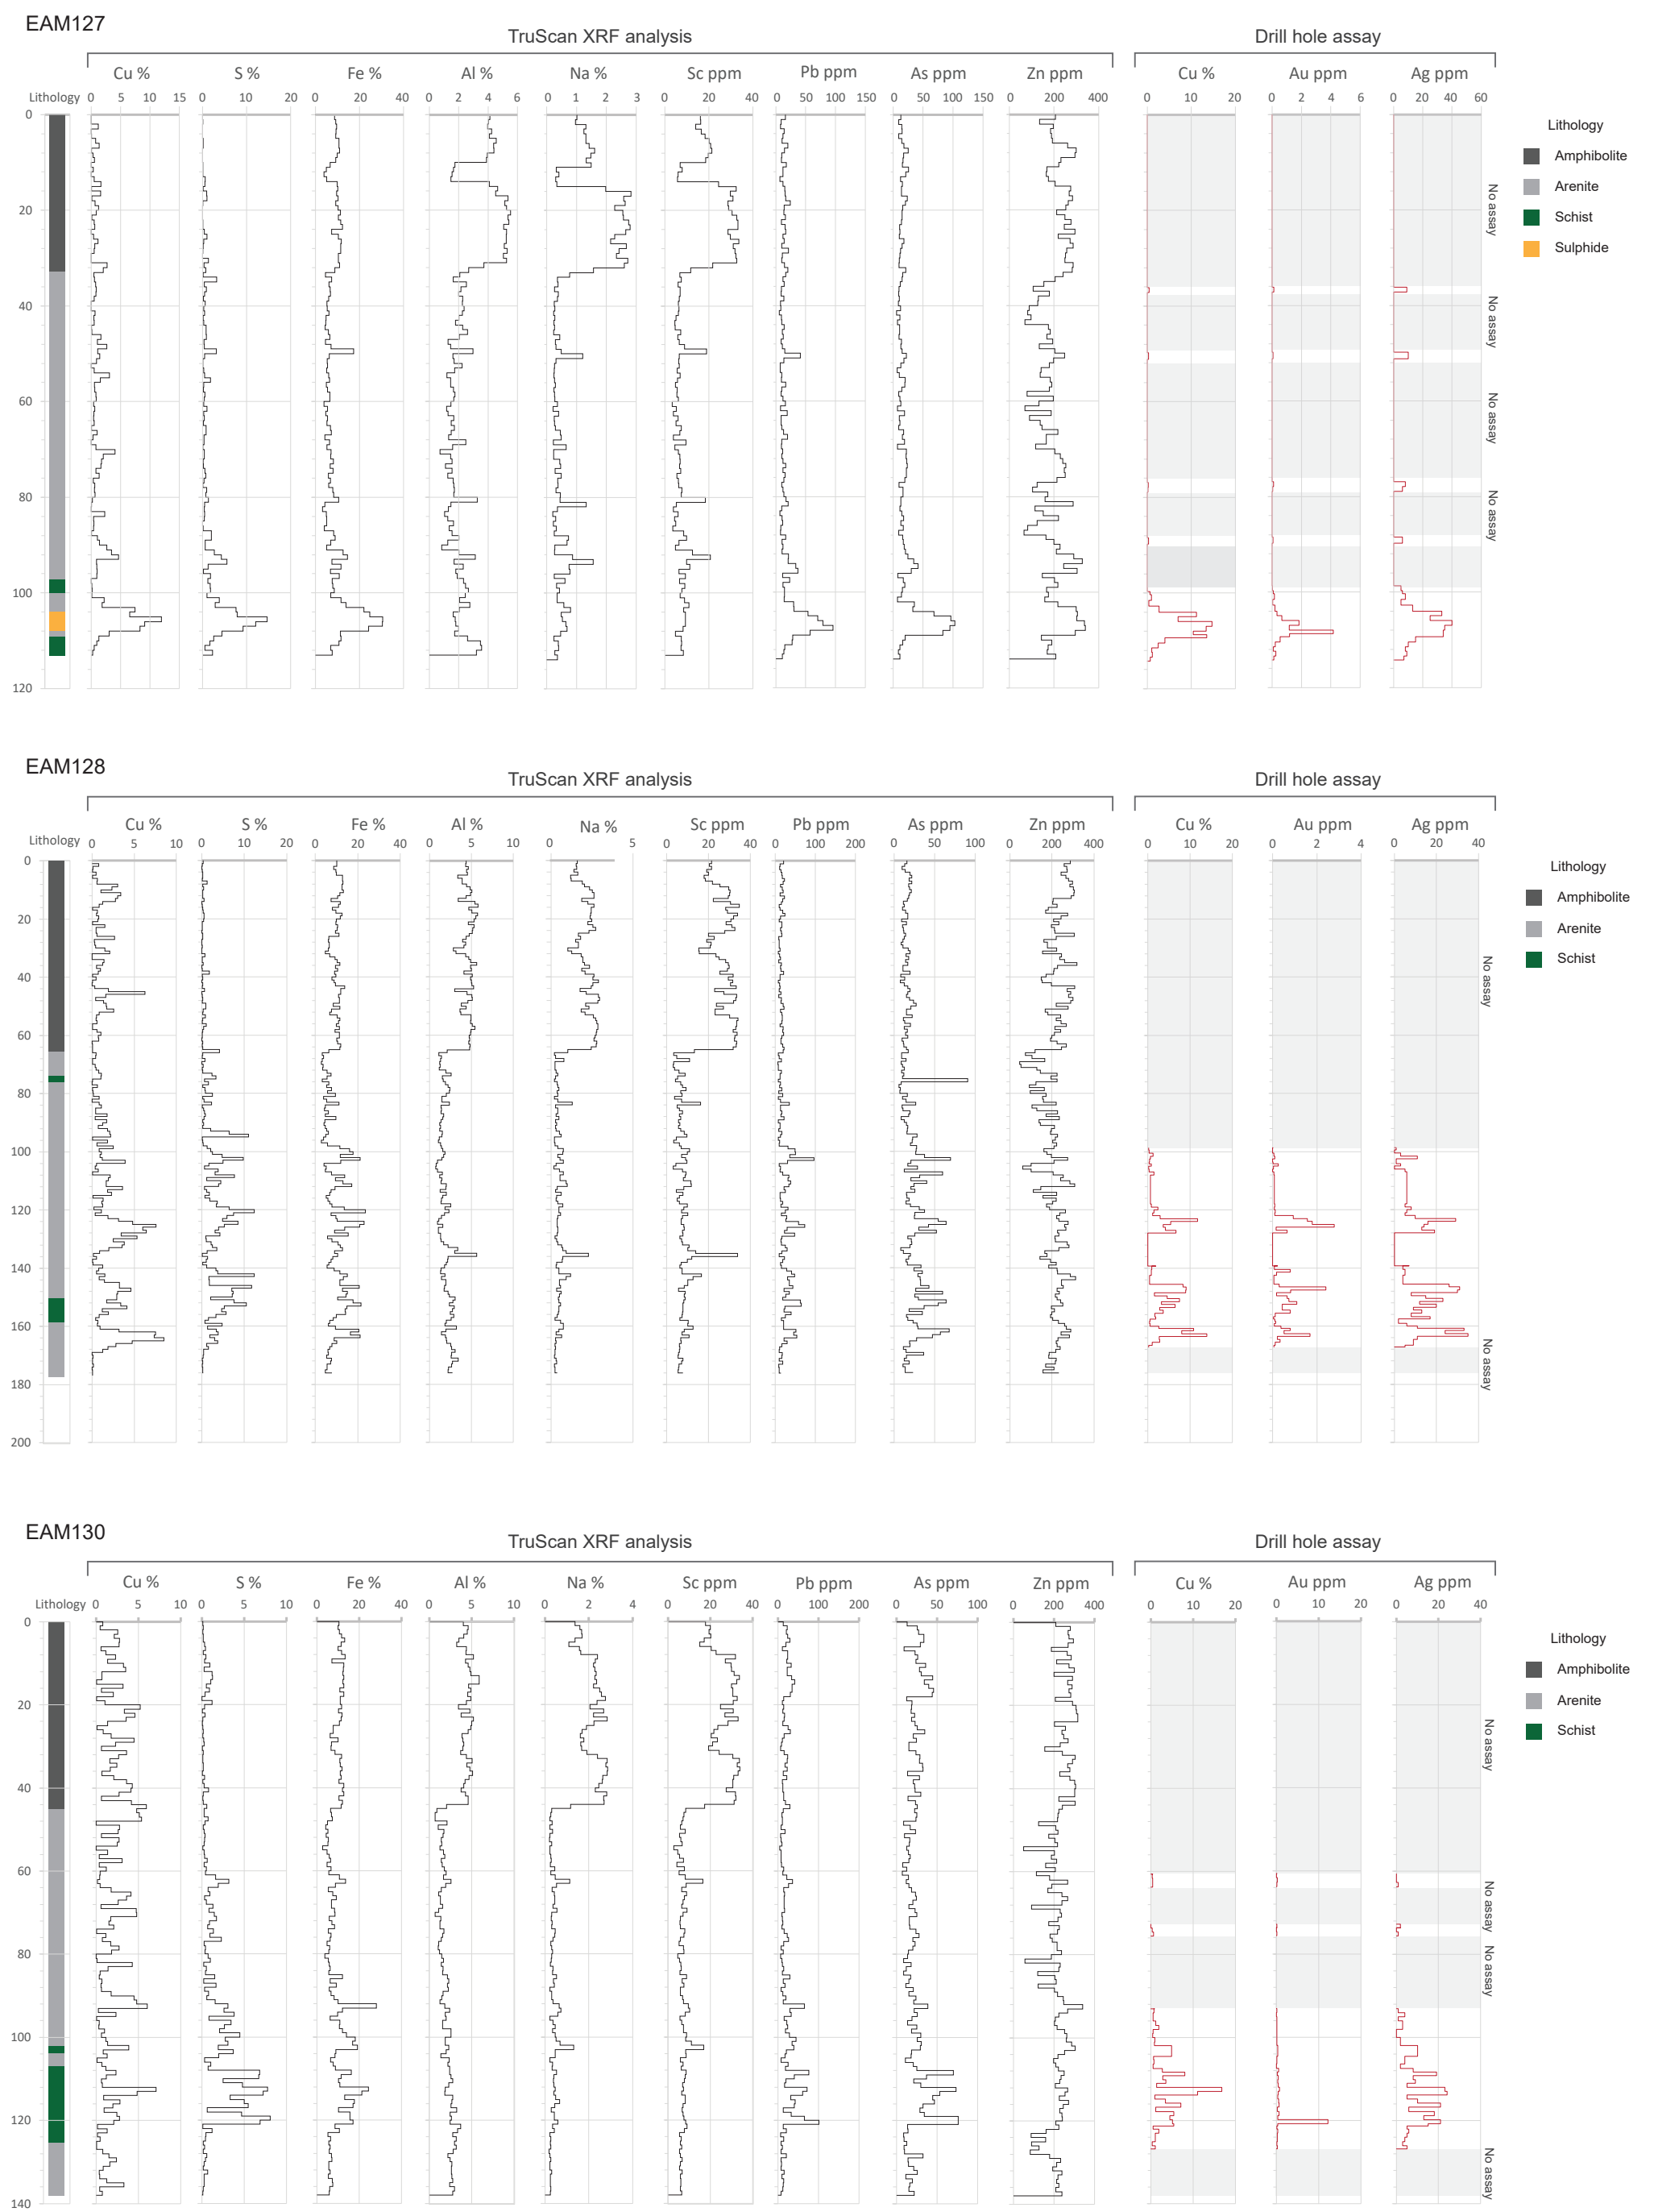 EAM127
TruScan XRF analysis
Drill hole assay
Cu %
S %
Fe %
Al %
Na %
Sc ppm
Pb ppm
As ppm
Zn ppm
Cu %
Au ppm
Ag ppm
Lithology
0 5 10 15
0 10 20
0 20 40
0 2 4 6
0 1 2 3
0 20 40
0 50 100 150
0 50 100 150
0 200 400
0 10 20
0 2 4 6
0 20 40 60
0
20
40
60
80
100
120
No assay
No assay
No assay
No assay
Lithology
Amphibolite
Arenite
Schist
Sulphide
EAM128
TruScan XRF analysis
Drill hole assay
Cu %
S %
Fe %
Al %
Na %
Sc ppm
Pb ppm
As ppm
Zn ppm
Cu %
Au ppm
Ag ppm
Lithology
0 5 10
0 10 20
0 20 40
0 5 10
0 5
0 20 40
0 100 200
0 50 100
0 200 400
0 10 20
0 2 4
0 20 40
0
20
40
60
80
100
120
140
160
180
200
No assay
No assay
Lithology
Amphibolite
Arenite
Schist
EAM130
TruScan XRF analysis
Drill hole assay
Cu %
S %
Fe %
Al %
Na %
Sc ppm
Pb ppm
As ppm
Zn ppm
Cu %
Au ppm
Ag ppm
Lithology
0 5 10
0 5 10
0 20 40
0 5 10
0 2 4
0 20 40
0 100 200
0 50 100
0 200 400
0 10 20
0 10 20
0 20 40
0
20
40
60
80
100
120
140
No assay
No assay
No assay
No assay
Lithology
Amphibolite
Arenite
Schist